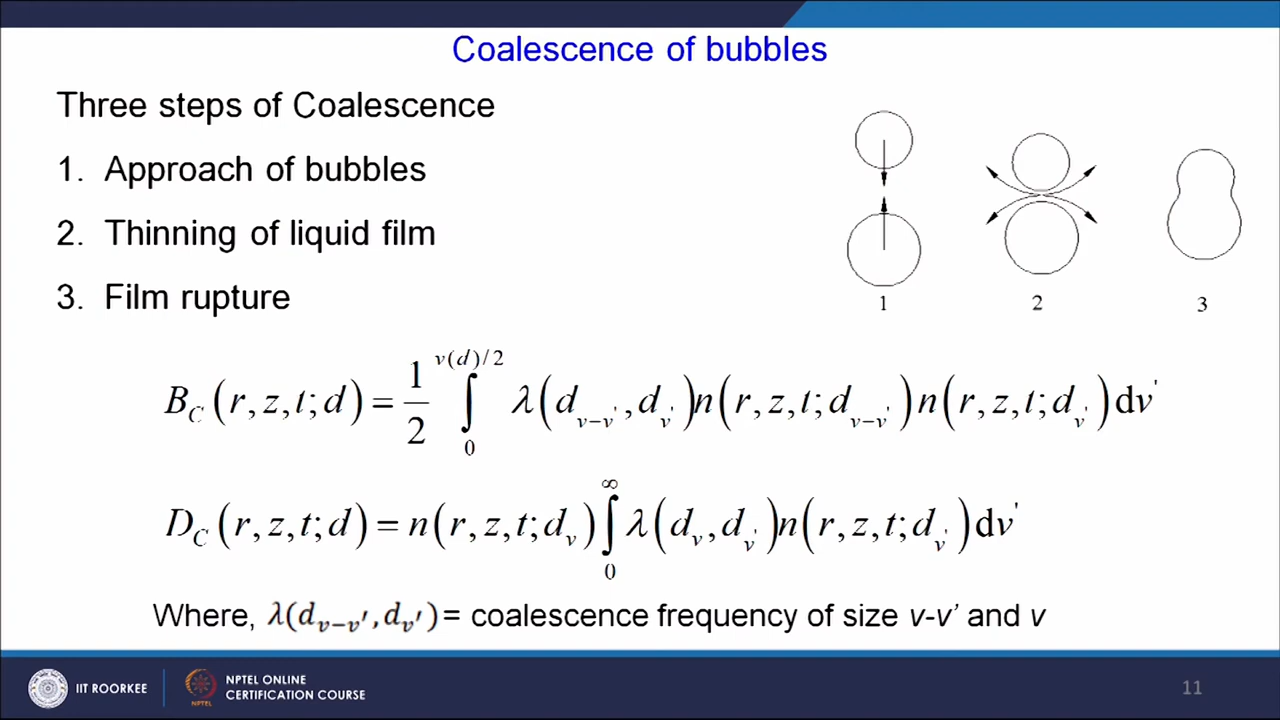 Coalescence of bubbles
Three steps of Coalescence
1. Approach of bubbles
2. Thinning of liquid film
3. Film rupture
1 2 3
B_C(r,z,t;d) = 1/2 ∫_0^{v(d)/2} λ(d_{v-v'},d_{v'})n(r,z,t;d_{v-v'})n(r,z,t;d_{v'})dv'
D_C(r,z,t;d) = n(r,z,t;d_v)∫_0^∞ λ(d_v,d_{v'})n(r,z,t;d_{v'})dv'
Where, λ(d_{v−v'},d_{v'})= coalescence frequency of size v-v’ and v
IIT ROORKEE
NPTEL
NPTEL ONLINE
CERTIFICATION COURSE
11